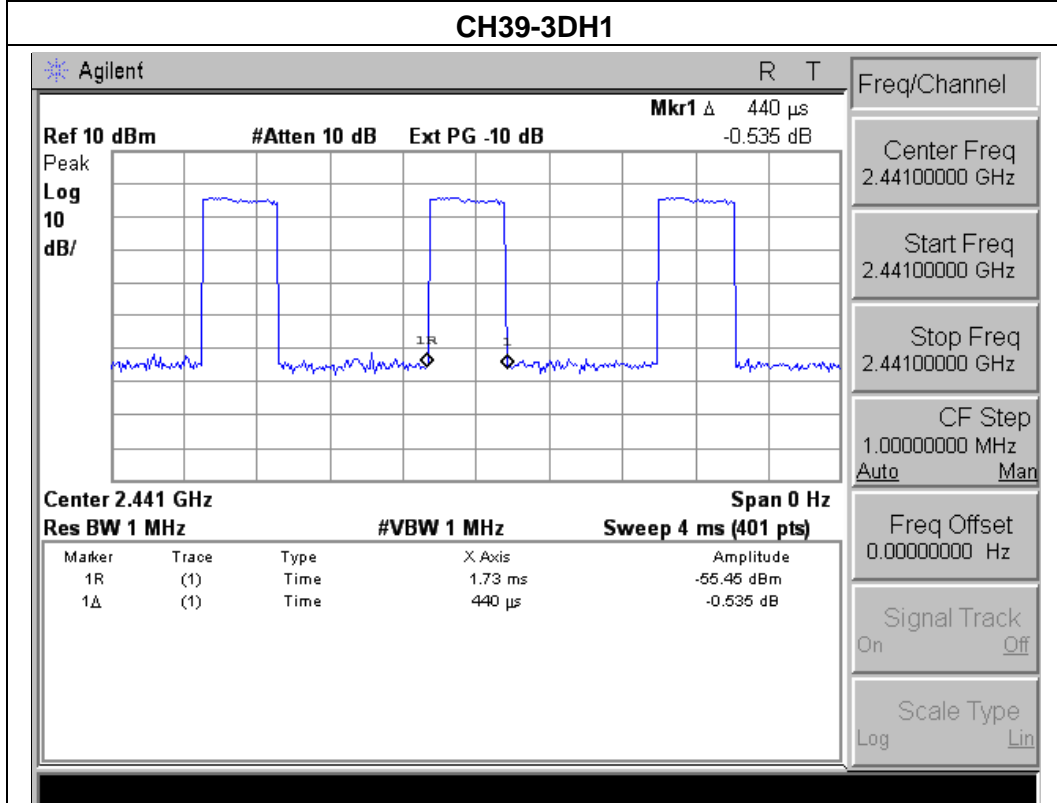 CH39-3DH1
Agilent
R T
Mkr1 Δ 440 μs
Ref 10 dBm #Atten 10 dB Ext PG -10 dB -0.535 dB
Peak
Log
10
dB/
1R
1
Center 2.441 GHz Span 0 Hz
Res BW 1 MHz #VBW 1 MHz Sweep 4 ms (401 pts)
Marker Trace Type X Axis Amplitude
1R (1) Time 1.73 ms -55.45 dBm
1Δ (1) Time 440 μs -0.535 dB
Freq/Channel
Center Freq
2.44100000 GHz
Start Freq
2.44100000 GHz
Stop Freq
2.44100000 GHz
CF Step
1.00000000 MHz
Auto Man
Freq Offset
0.00000000 Hz
Signal Track
On Off
Scale Type
Log Lin